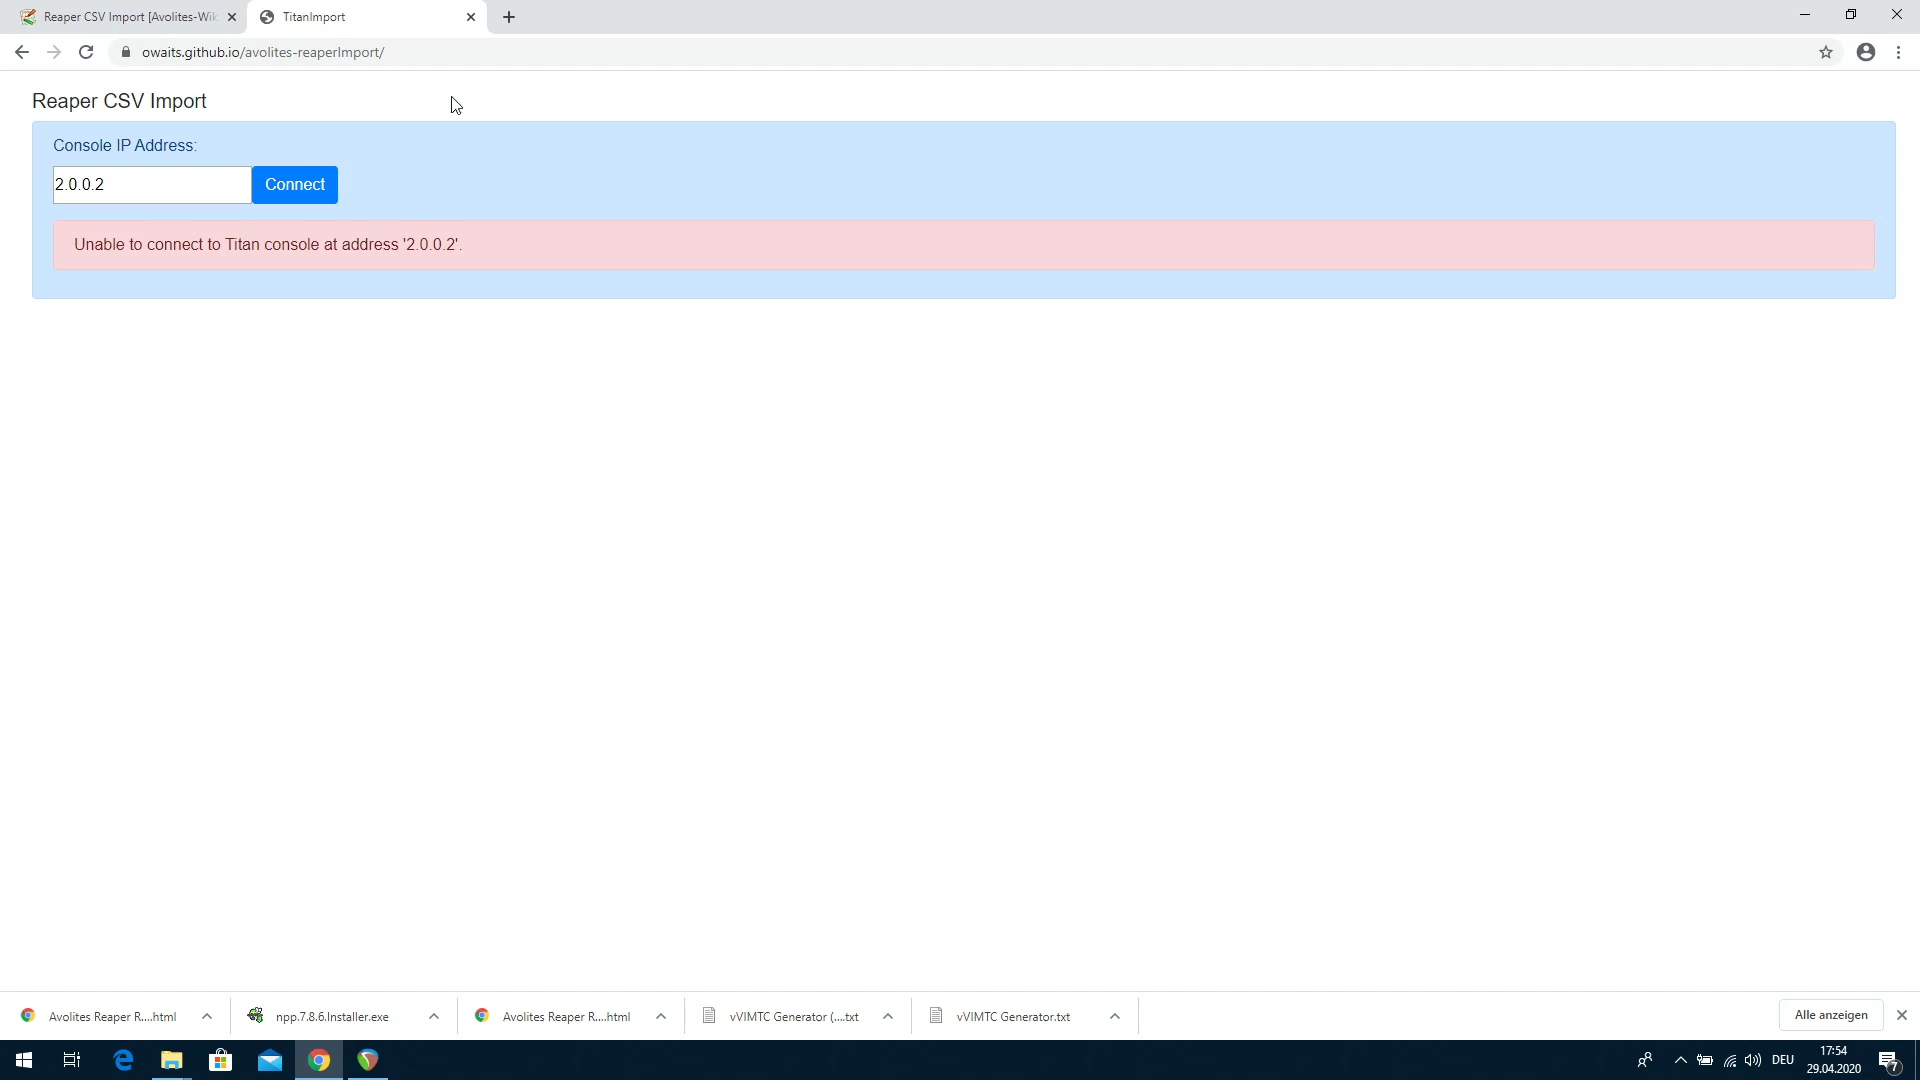 Reaper CSV Import [Avolites-Wik
TitanImport
owaits.github.io/avolites-reaperImport/
Reaper CSV Import
Console IP Address:
2.0.0.2
Connect
Unable to connect to Titan console at address '2.0.0.2'.
Avolites Reaper R....html
npp.7.8.6.Installer.exe
Avolites Reaper R....html
vVIMTC Generator (....txt
vVIMTC Generator.txt
Alle anzeigen
DEU
17:54
29.04.2020
7